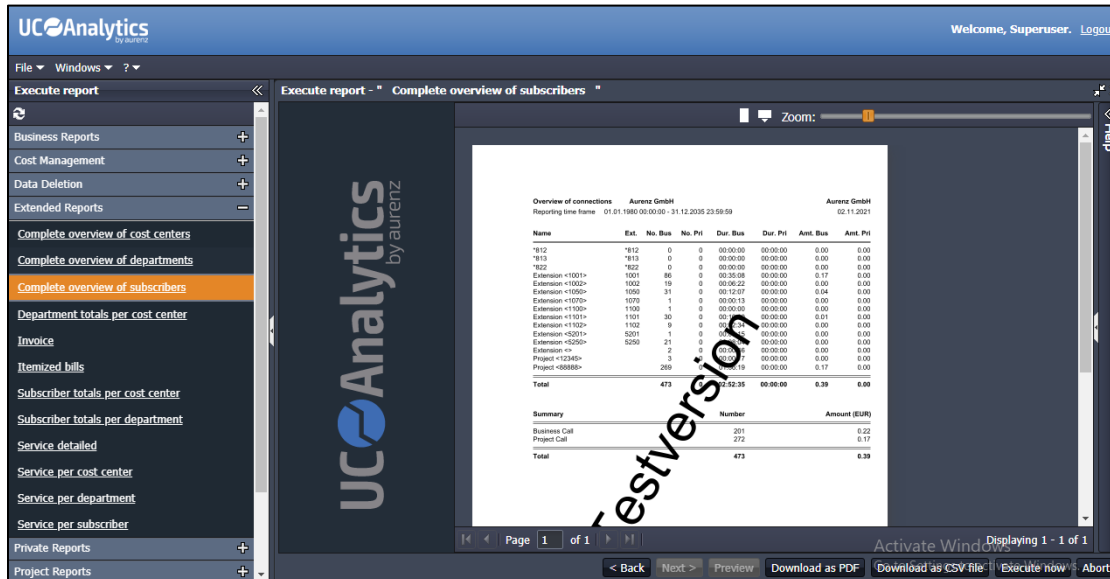 UC Analytics
by aurenz
Welcome, Superuser. Logou
File Windows ?
Execute report
Business Reports
Cost Management
Data Deletion
Extended Reports
Complete overview of cost centers
Complete overview of departments
Complete overview of subscribers
Department totals per cost center
Invoice
Itemized bills
Subscriber totals per cost center
Subscriber totals per department
Service detailed
Service per cost center
Service per department
Service per subscriber
Private Reports
Project Reports
Execute report - " Complete overview of subscribers "
Zoom:
Help
UC Analytics
by aurenz
Overview of connections Aurenz GmbH Aurenz GmbH
Reporting time frame 01.01.1980 00:00:00 - 31.12.2035 23:59:59 02.11.2021
Name Ext. No. Bus No. Pri Dur. Bus Dur. Pri Amt. Bus Amt. Pri
*812 *812 0 0 00:00:00 00:00:00 0.00 0.00
*813 *813 0 0 00:00:00 00:00:00 0.00 0.00
*822 *822 0 0 00:00:00 00:00:00 0.00 0.00
Extension <1001> 1001 86 0 00:35:08 00:00:00 0.17 0.00
Extension <1002> 1002 19 0 00:06:22 00:00:00 0.00 0.00
Extension <1050> 1050 31 0 00:12:07 00:00:00 0.04 0.00
Extension <1070> 1070 1 0 00:00:13 00:00:00 0.00 0.00
Extension <1100> 1100 1 0 00:00:00 00:00:00 0.00 0.00
Extension <1101> 1101 30 0 00:00:00 0.01 0.00
Extension <1102> 1102 9 0 00:00:00 0.00 0.00
Extension <5201> 5201 1 0 00:00:00 0.00 0.00
Extension <5250> 5250 21 0 00:00:00 0.00 0.00
Extension <> 2 0 00:00:00 0.00 0.00
Project <12345> 3 00:00:00 0.00 0.00
Project <88888> 269 00:00:00 0.17 0.00
Total 473 02:52:35 00:00:00 0.39 0.00
Summary Number Amount (EUR)
Business Call 201 0.22
Project Call 272 0.17
Total 473 0.39
Testversion
Page 1 of 1
Displaying 1 - 1 of 1
Activate Windows
< Back Next > Preview Download as PDF Download as CSV file Execute now Abort